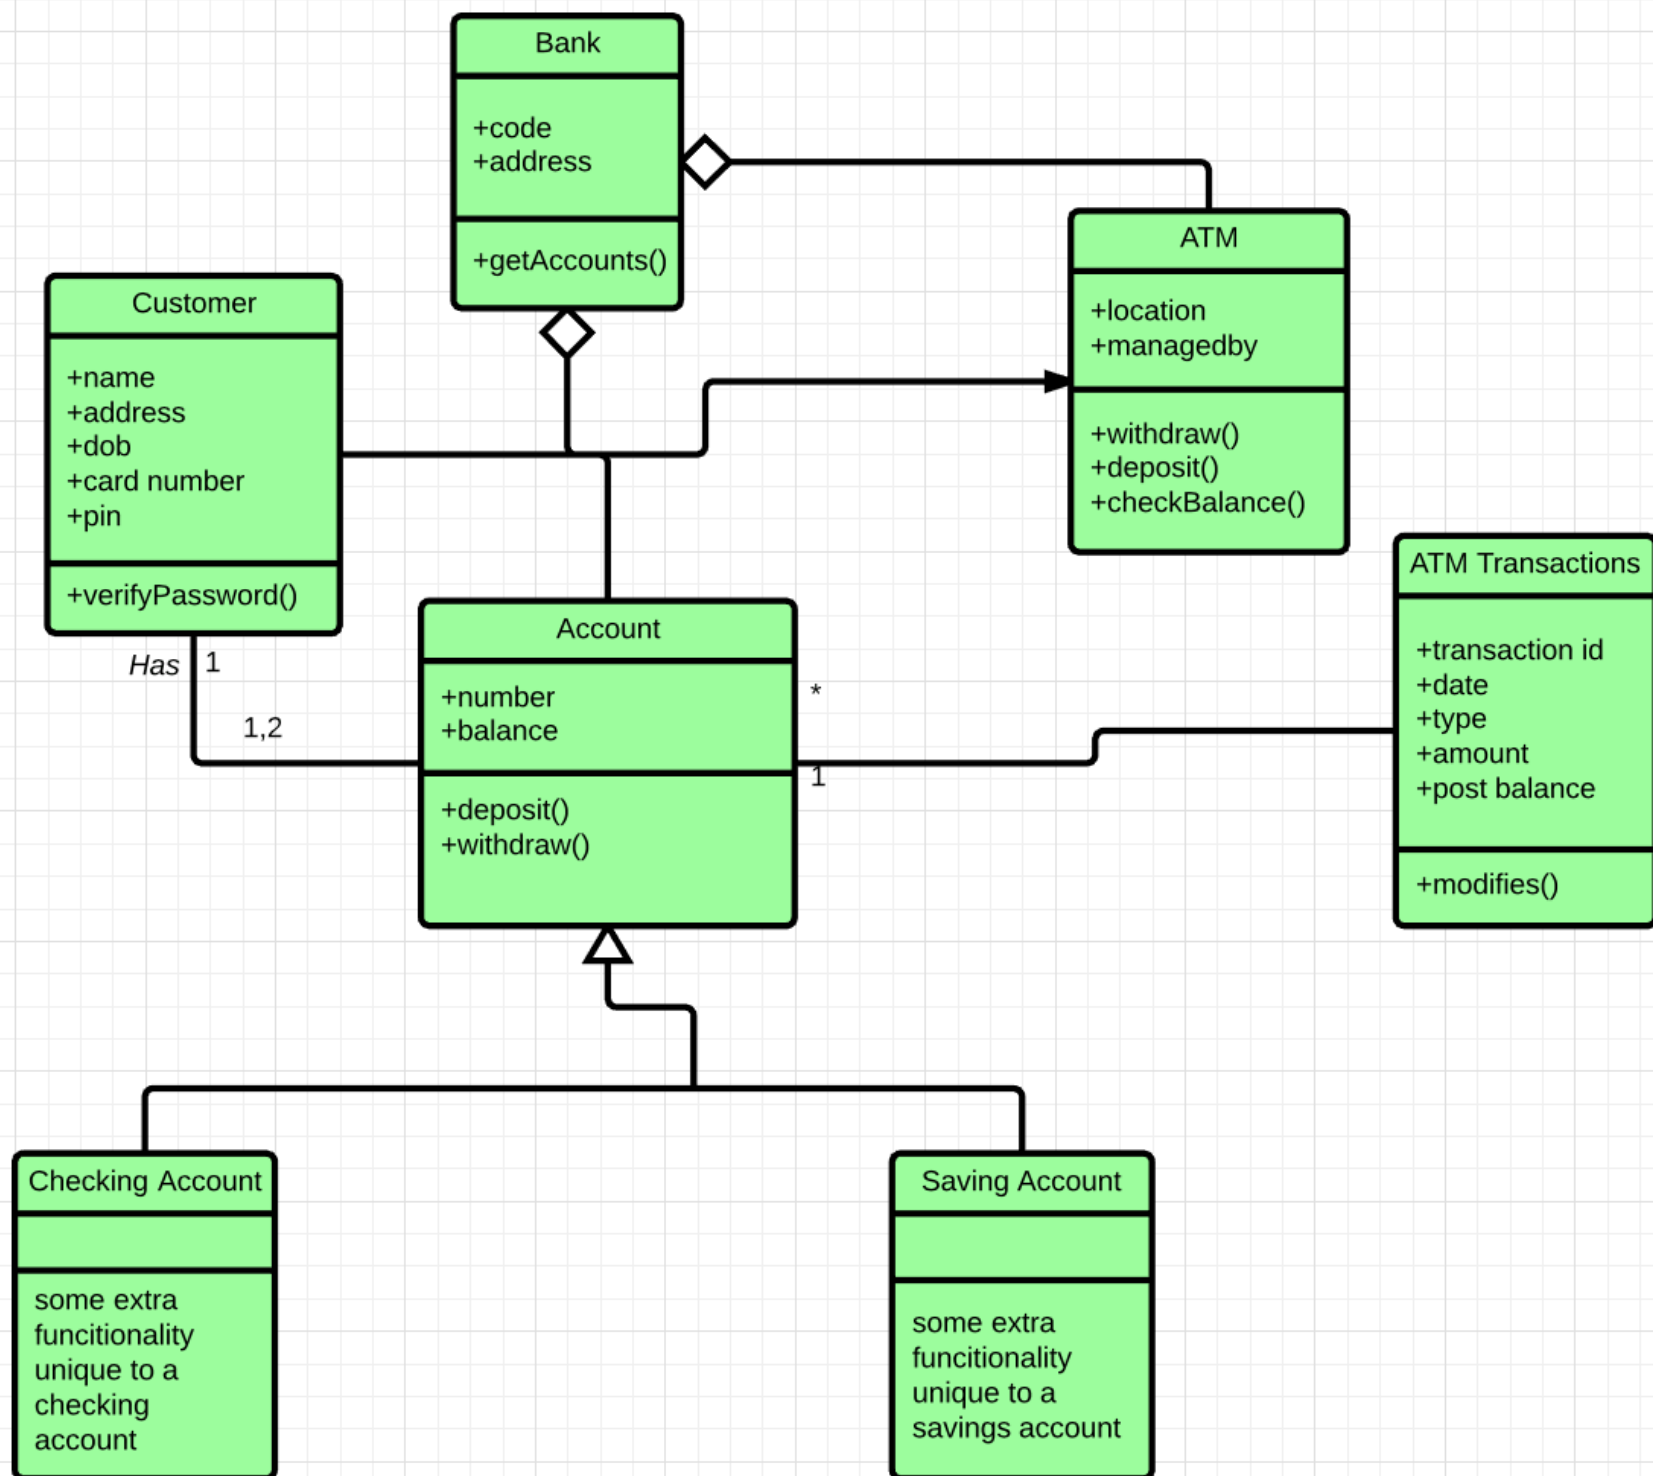 Bank
+code
+address
+getAccounts()
ATM
+location
+managedby
+withdraw()
+deposit()
+checkBalance()
Customer
+name
+address
+dob
+card number
+pin
+verifyPassword()
Has
1
1,2
Account
+number
+balance
+deposit()
+withdraw()
*
1
ATM Transactions
+transaction id
+date
+type
+amount
+post balance
+modifies()
Checking Account
some extra
funcitionality
unique to a
checking
account
Saving Account
some extra
funcitionality
unique to a
savings account